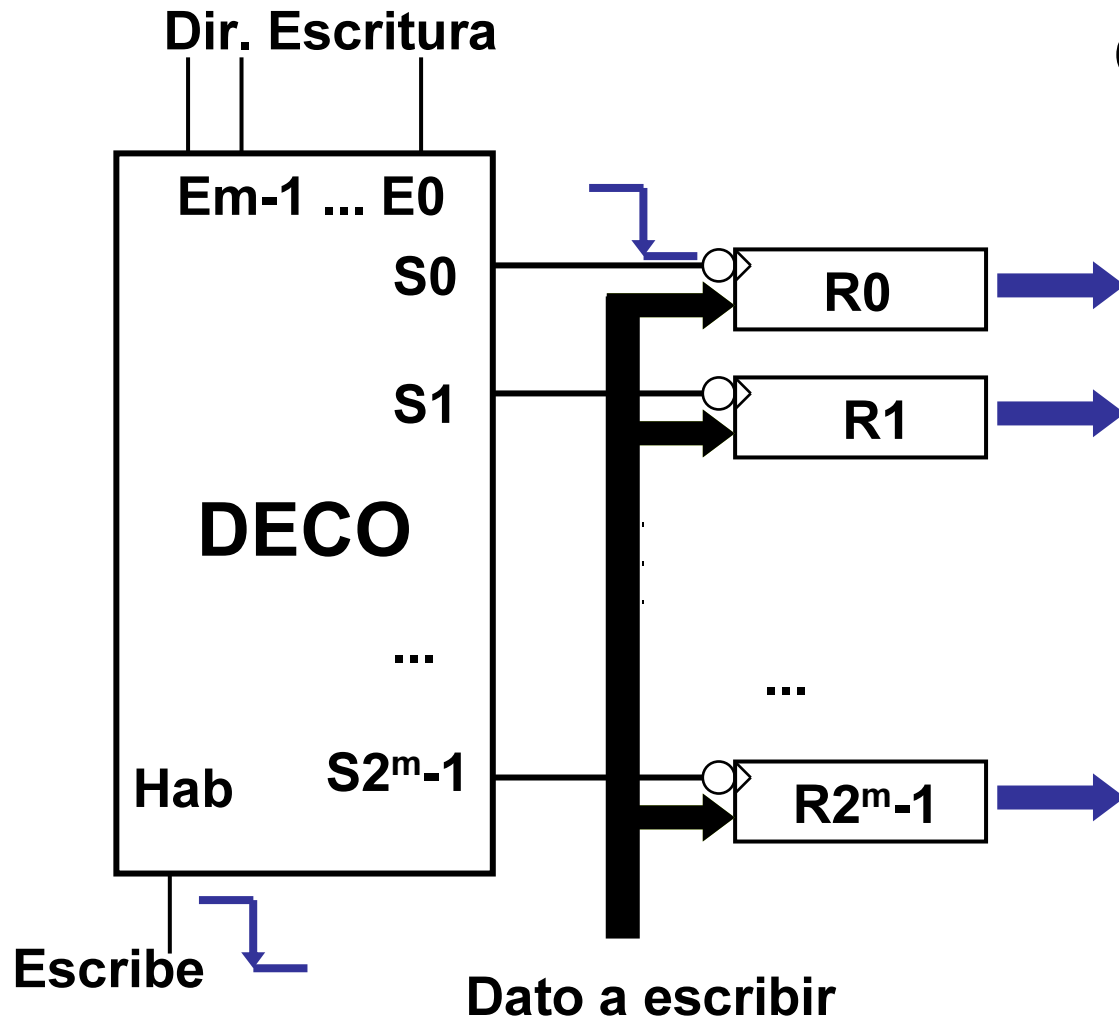 Dir. Escritura
Em-1 ... E0
S0
R0
S1
R1
DECO
...
...
S2ᵐ-1
Hab
R2ᵐ-1
Escribe
Dato a escribir